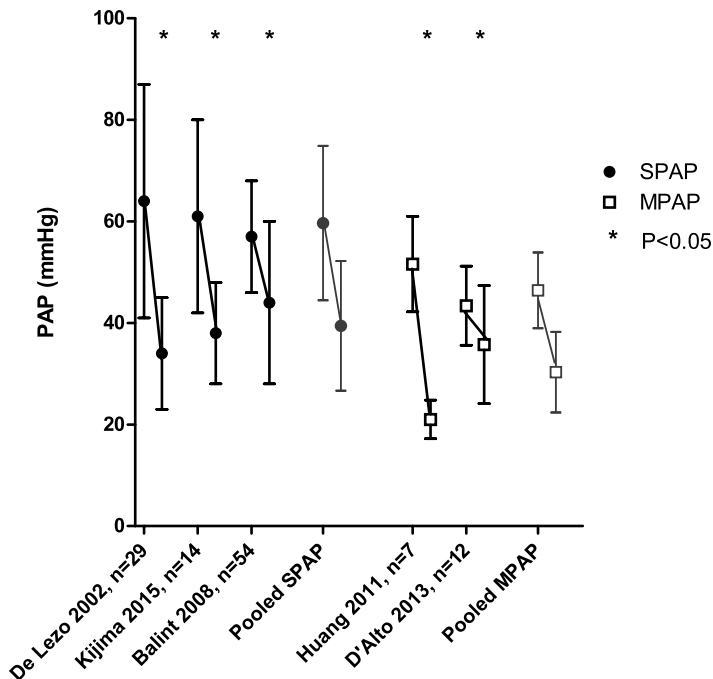 100
80
60
40
20
0
PAP (mmHg)
* * * * *
SPAP
MPAP
* P<0.05
De Lezo 2002, n=29
Kijima 2015, n=14
Balint 2008, n=54
Pooled SPAP
Huang 2011, n=7
D'Alto 2013, n=12
Pooled MPAP